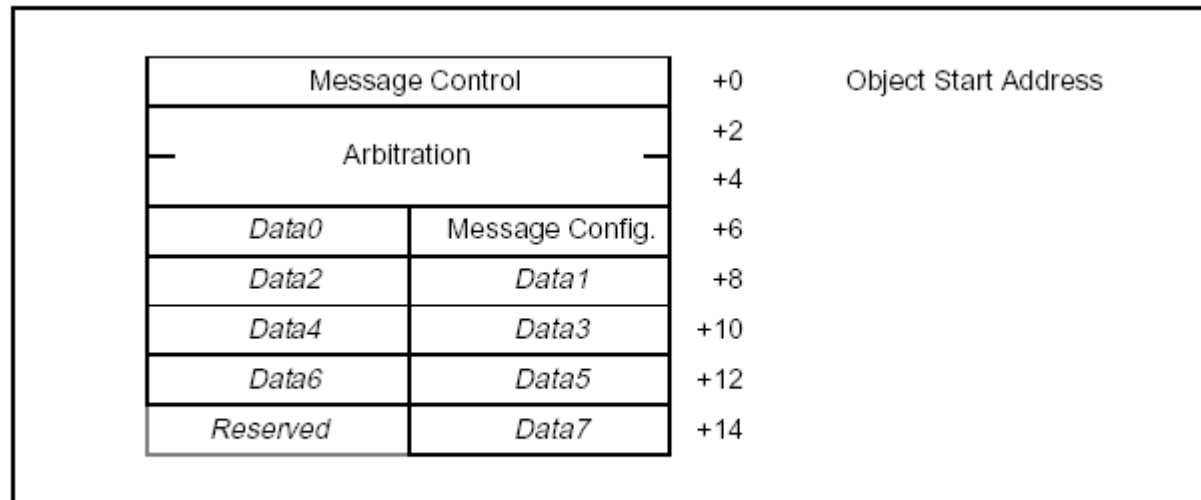 Message Control +0 Object Start Address
+2
Arbitration
+4
Data0 Message Config. +6
Data2 Data1 +8
Data4 Data3 +10
Data6 Data5 +12
Reserved Data7 +14